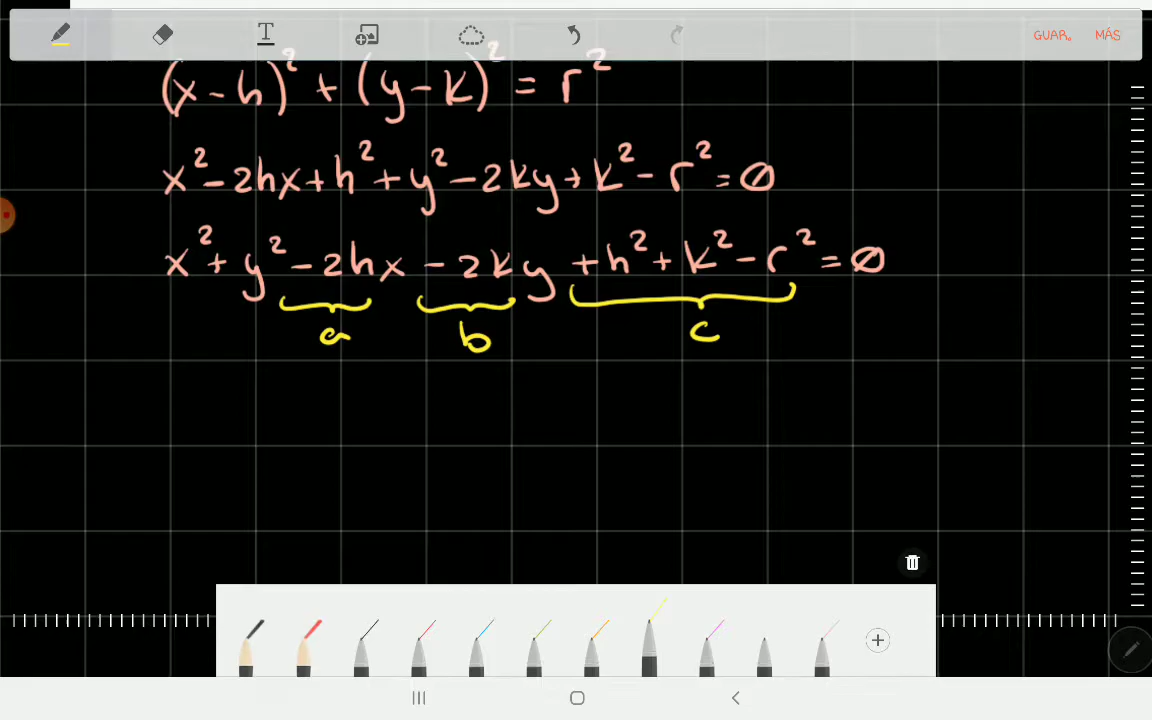 T GUAR. MÁS
(x-h)² + (y-k)² = r²
x² - 2hx + h² + y² - 2ky + k² - r² = 0
x² + y² - 2hx - 2ky + h² + k² - r² = 0
a b c